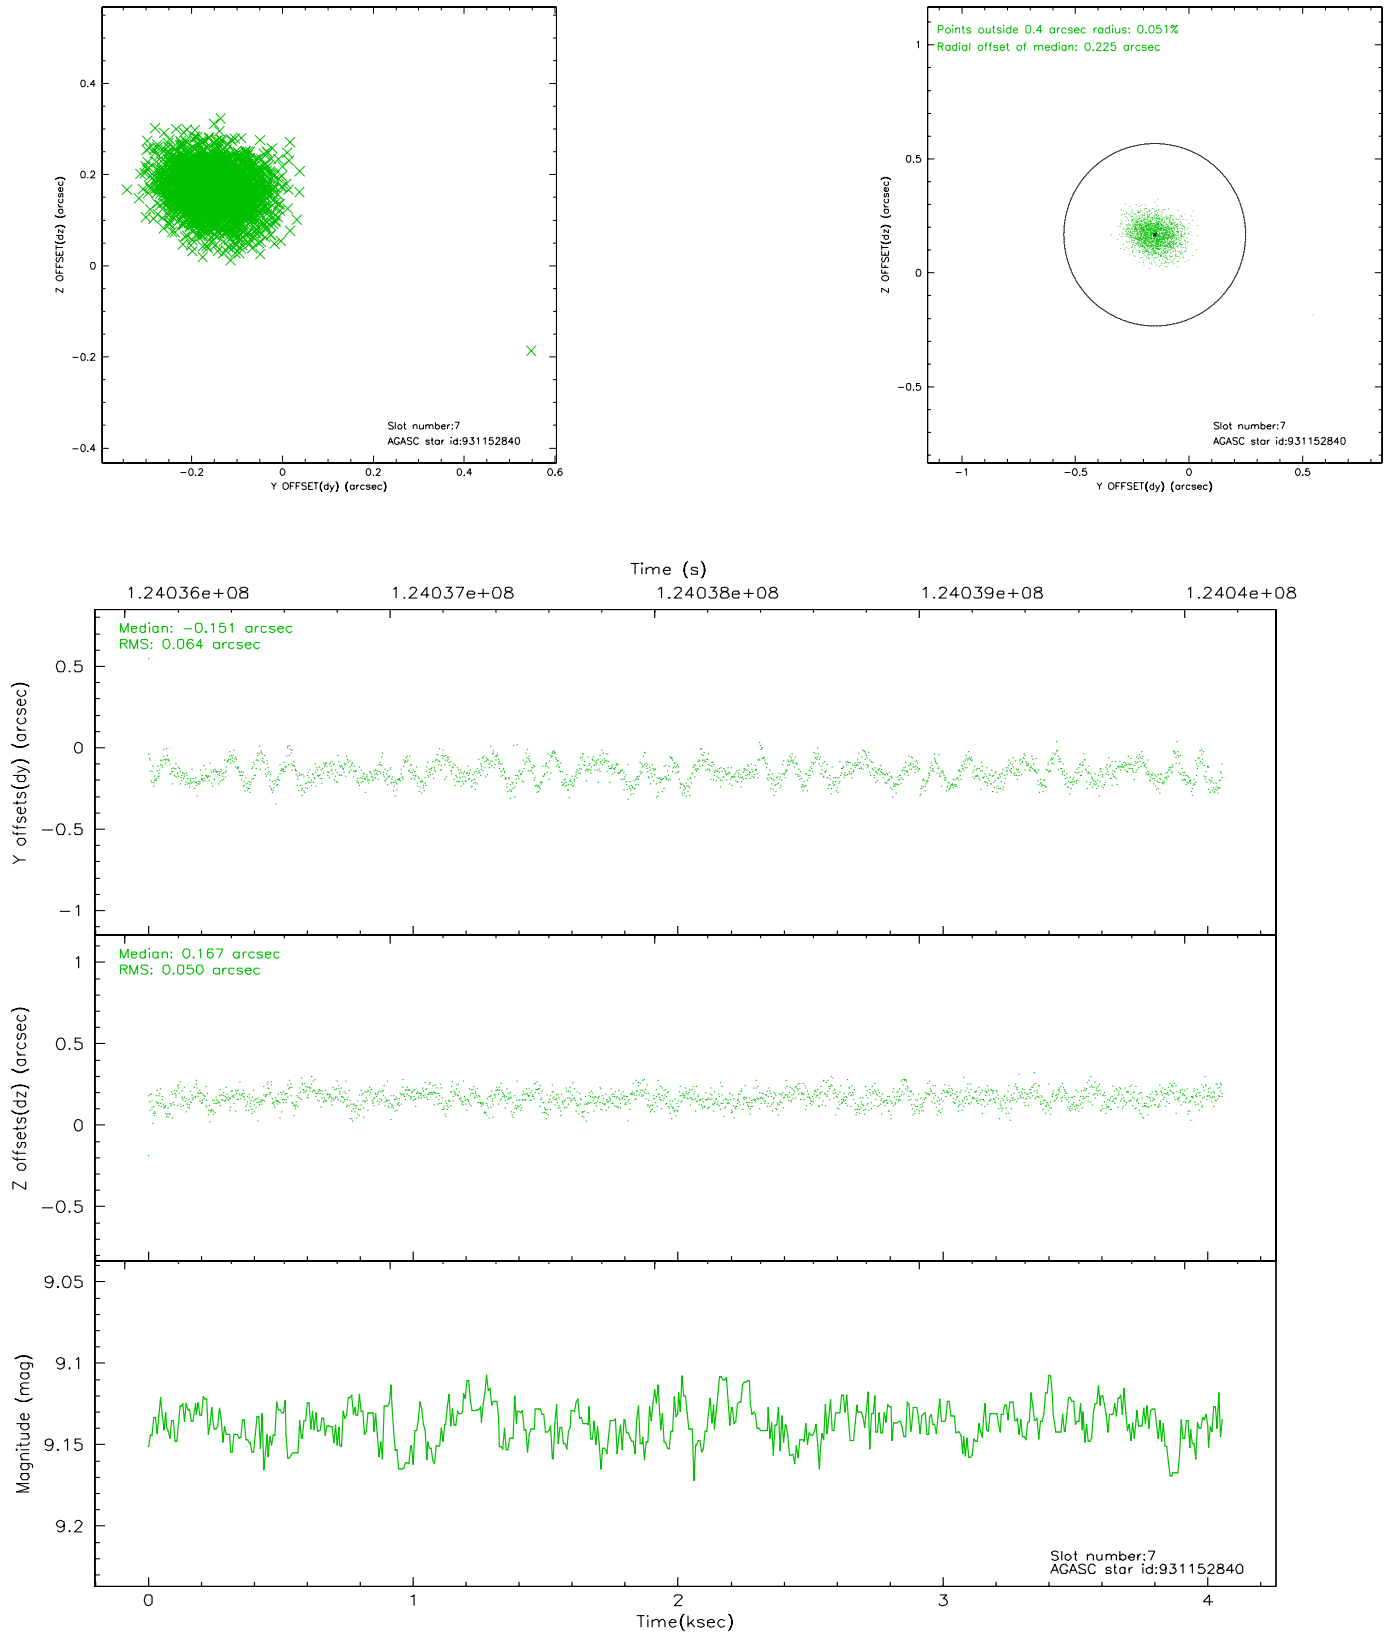 0.4
0.2
0
−0.2
−0.4
Z OFFSET(dz) (arcsec)
Slot number:7
AGASC star id:931152840
−0.2
0
0.2
0.4
0.6
Y OFFSET(dy) (arcsec)
Points outside 0.4 arcsec radius: 0.051%
Radial offset of median: 0.225 arcsec
1
0.5
0
−0.5
Z OFFSET(dz) (arcsec)
Slot number:7
AGASC star id:931152840
−1
−0.5
0
0.5
Y OFFSET(dy) (arcsec)
Time (s)
1.24036e+08
1.24037e+08
1.24038e+08
1.24039e+08
1.2404e+08
Median: −0.151 arcsec
RMS: 0.064 arcsec
0.5
0
−0.5
−1
Y offsets(dy) (arcsec)
Median: 0.167 arcsec
RMS: 0.050 arcsec
1
0.5
0
−0.5
Z offsets(dz) (arcsec)
9.05
9.1
9.15
9.2
Magnitude (mag)
Slot number:7
AGASC star id:931152840
0
1
2
3
4
Time(ksec)